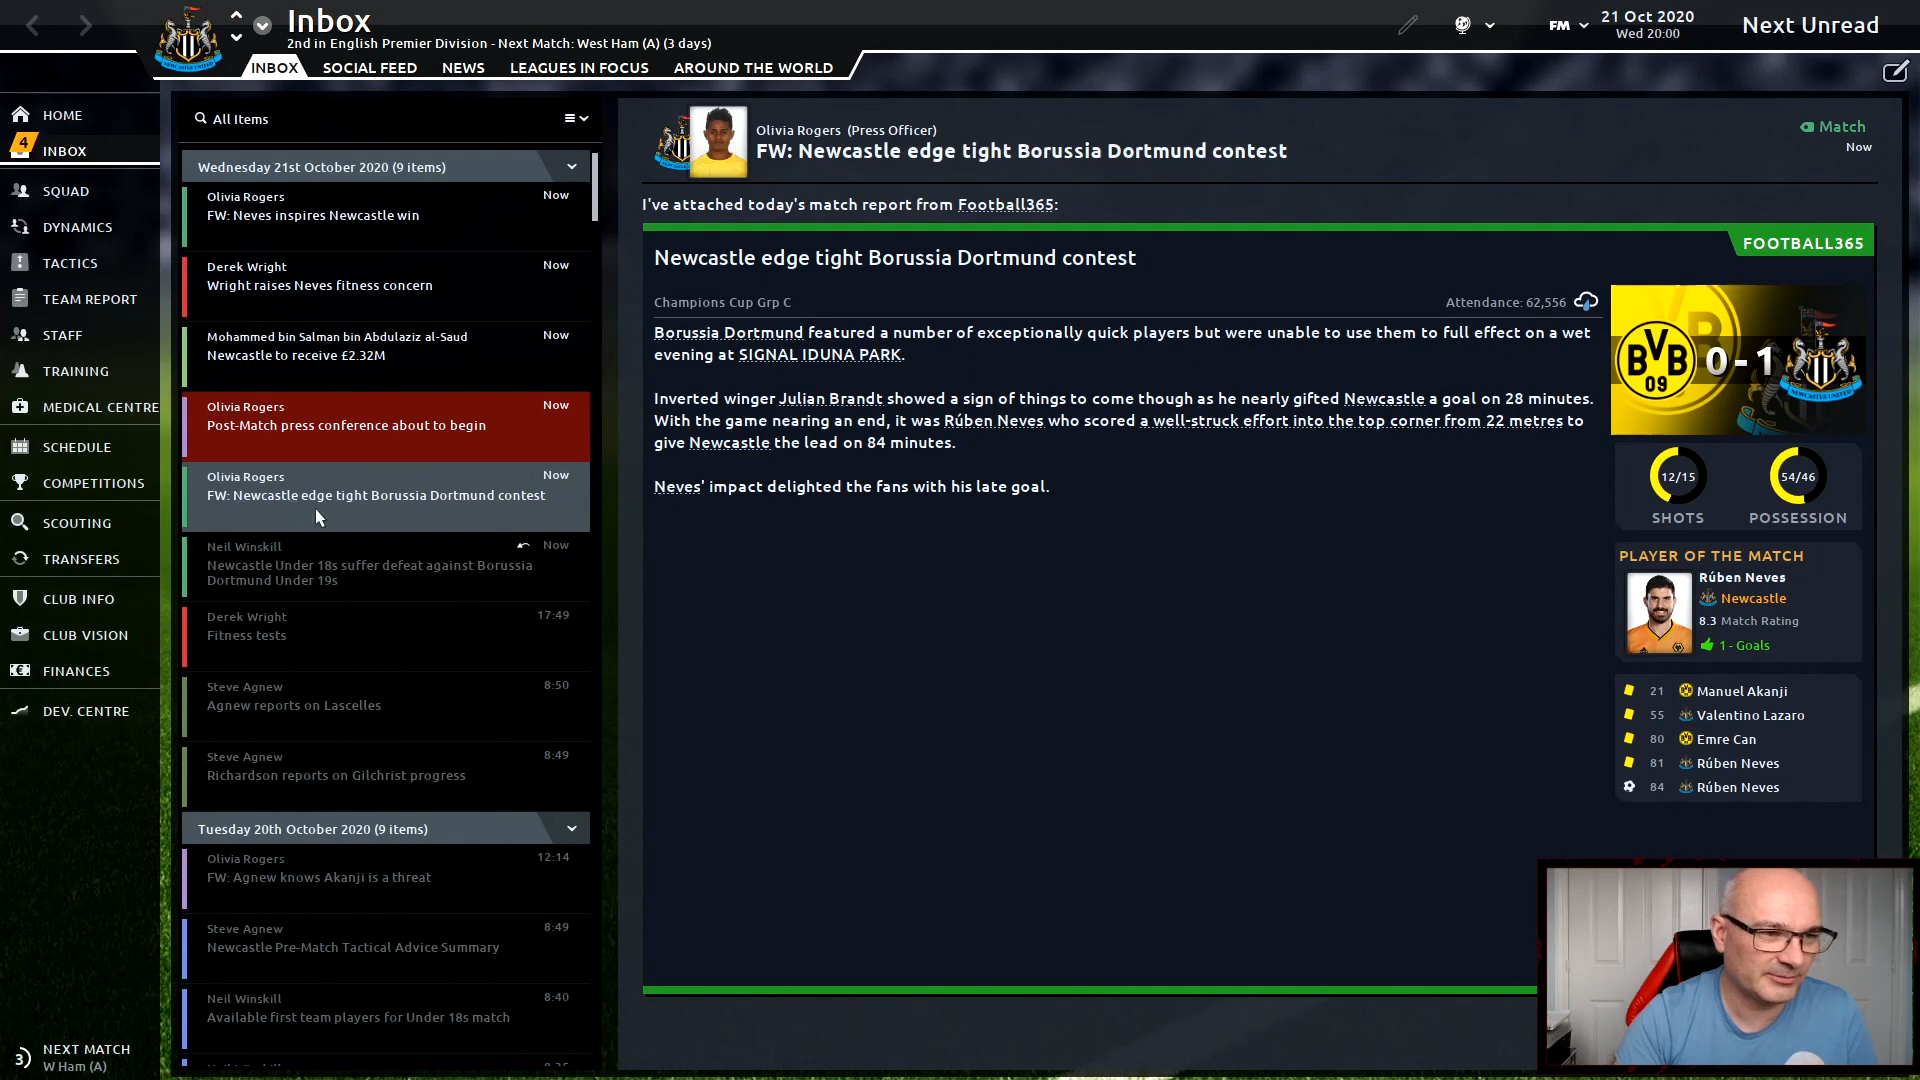 Inbox
2nd in English Premier Division - Next Match: West Ham (A) (3 days)
FM
21 Oct 2020
Wed 20:00
Next Unread
INBOX
SOCIAL FEED
NEWS
LEAGUES IN FOCUS
AROUND THE WORLD
HOME
4
INBOX
SQUAD
DYNAMICS
TACTICS
TEAM REPORT
STAFF
TRAINING
MEDICAL CENTRE
SCHEDULE
COMPETITIONS
SCOUTING
TRANSFERS
CLUB INFO
CLUB VISION
FINANCES
DEV. CENTRE
3
NEXT MATCH
W Ham (A)
All Items
Wednesday 21st October 2020 (9 items)
Olivia Rogers
Now
FW: Neves inspires Newcastle win
Derek Wright
Now
Wright raises Neves fitness concern
Mohammed bin Salman bin Abdulaziz al-Saud
Now
Newcastle to receive £2.32M
Olivia Rogers
Now
Post-Match press conference about to begin
Olivia Rogers
Now
FW: Newcastle edge tight Borussia Dortmund contest
Neil Winskill
Now
Newcastle Under 18s suffer defeat against Borussia
Dortmund Under 19s
Derek Wright
17:49
Fitness tests
Steve Agnew
8:50
Agnew reports on Lascelles
Steve Agnew
8:49
Richardson reports on Gilchrist progress
Tuesday 20th October 2020 (9 items)
Olivia Rogers
12:14
FW: Agnew knows Akanji is a threat
Steve Agnew
8:49
Newcastle Pre-Match Tactical Advice Summary
Neil Winskill
8:40
Available first team players for Under 18s match
Olivia Rogers (Press Officer)
FW: Newcastle edge tight Borussia Dortmund contest
Match
Now
I've attached today's match report from Football365:
FOOTBALL365
Newcastle edge tight Borussia Dortmund contest
Champions Cup Grp C
Attendance: 62,556
Borussia Dortmund featured a number of exceptionally quick players but were unable to use them to full effect on a wet
evening at SIGNAL IDUNA PARK.
Inverted winger Julian Brandt showed a sign of things to come though as he nearly gifted Newcastle a goal on 28 minutes.
With the game nearing an end, it was Rúben Neves who scored a well-struck effort into the top corner from 22 metres to
give Newcastle the lead on 84 minutes.
Neves' impact delighted the fans with his late goal.
BVB 09
0 - 1
12/15
SHOTS
54/46
POSSESSION
PLAYER OF THE MATCH
Rúben Neves
Newcastle
8.3 Match Rating
1 - Goals
21 Manuel Akanji
55 Valentino Lazaro
80 Emre Can
81 Rúben Neves
84 Rúben Neves